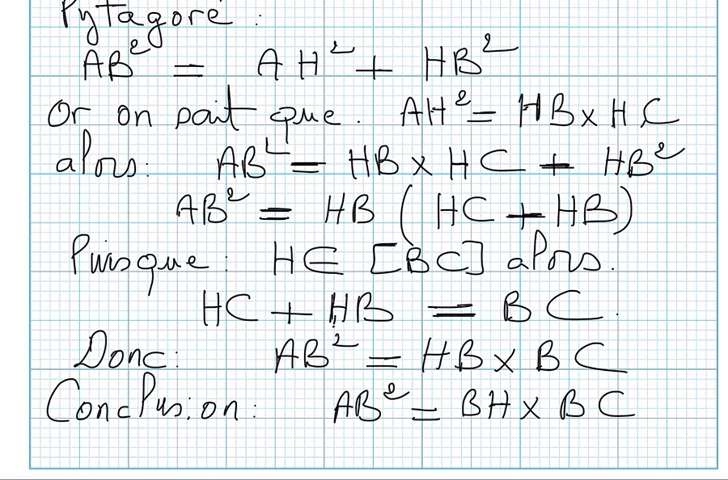 Pytagore :
AB² = AH² + HB²
Or on sait que. AH² = HB x HC
alors: AB² = HB x HC + HB²
AB² = HB ( HC + HB)
Puisque : H∈ [BC] alors.
HC + HB = BC.
Donc: AB² = HB x BC
Conclusion: AB² = BH x BC